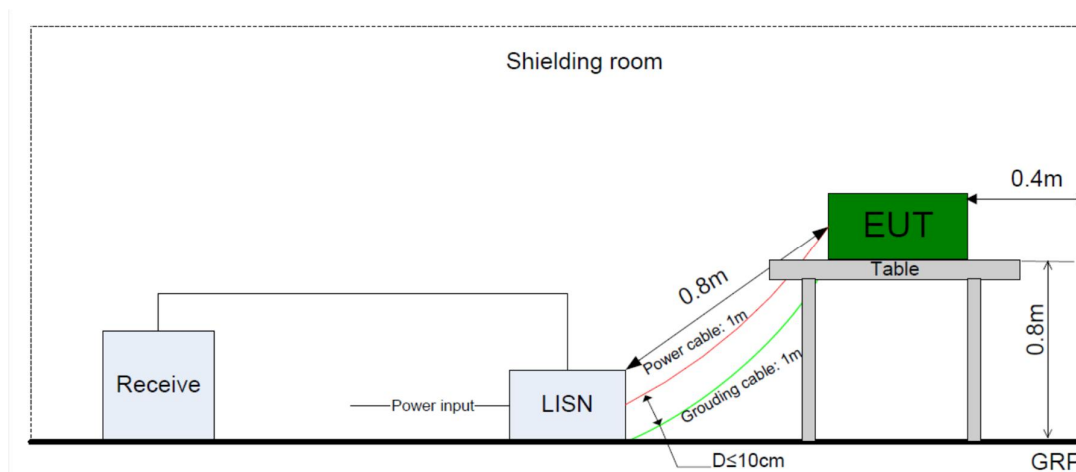 Shielding room
0.4m
EUT
Table
0.8m
Power cable: 1m
0.8m
Receive
Power input
LISN
Grouding cable: 1m
D≤10cm
GRP